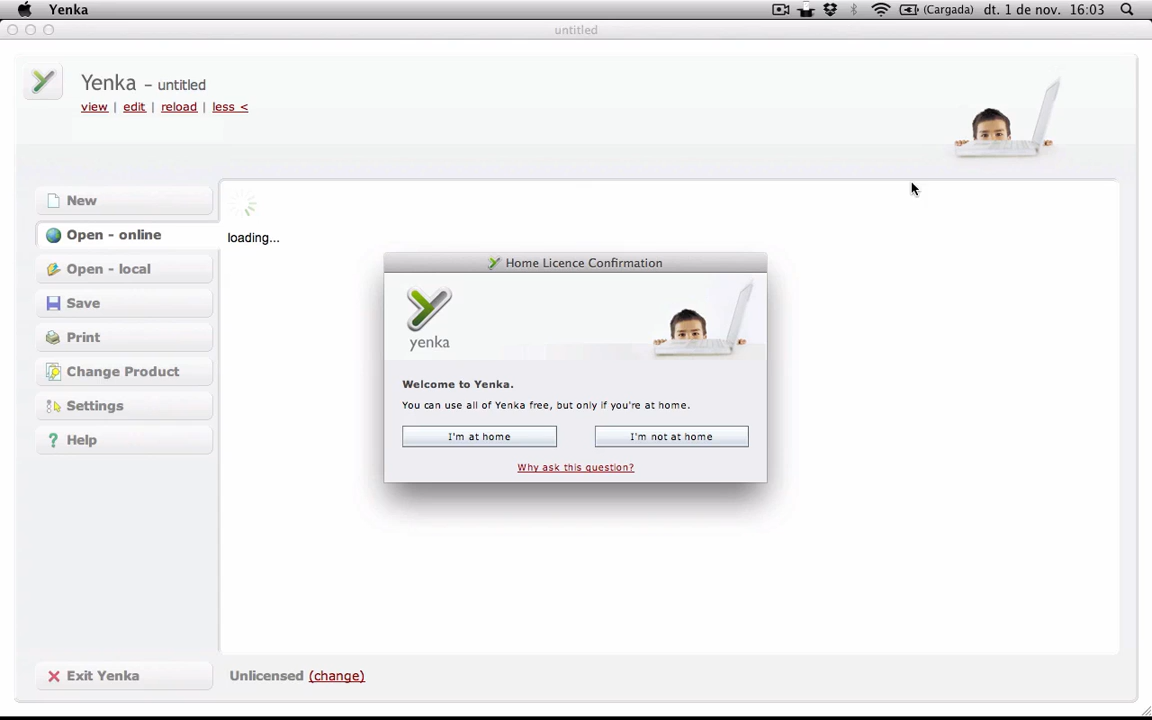 Yenka
(Cargada) dt. 1 de nov. 16:03
untitled
Yenka – untitled
view | edit | reload | less <
New
Open - online
Open - local
Save
Print
Change Product
Settings
Help
loading...
Home Licence Confirmation
yenka
Welcome to Yenka.
You can use all of Yenka free, but only if you're at home.
I'm at home
I'm not at home
Why ask this question?
Exit Yenka
Unlicensed (change)